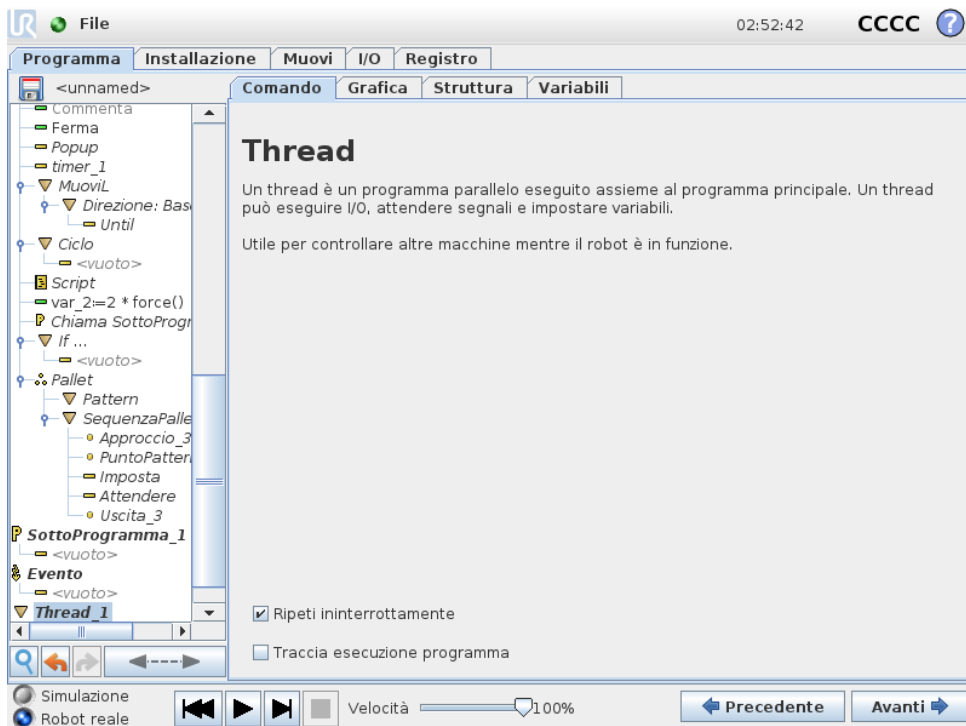 UR File 02:52:42 CCCC ?
Programma Installazione Muovi I/O Registro
<unnamed> Comando Grafica Struttura Variabili
Commenta
Ferma
Popup
timer_1
MuoviL
Direzione: Bas
Until
Ciclo
<vuoto>
Script
var_2:=2 * force()
P Chiama SottoProgr
If ...
<vuoto>
Pallet
Pattern
SequenzaPalle
Approccio_3
PuntoPatter
Imposta
Attendere
Uscita_3
P SottoProgramma_1
<vuoto>
Evento
<vuoto>
Thread_1
Thread
Un thread è un programma parallelo eseguito assieme al programma principale. Un thread
può eseguire I/O, attendere segnali e impostare variabili.
Utile per controllare altre macchine mentre il robot è in funzione.
Ripeti ininterrottamente
Traccia esecuzione programma
Simulazione
Robot reale
Velocità 100%
Precedente Avanti